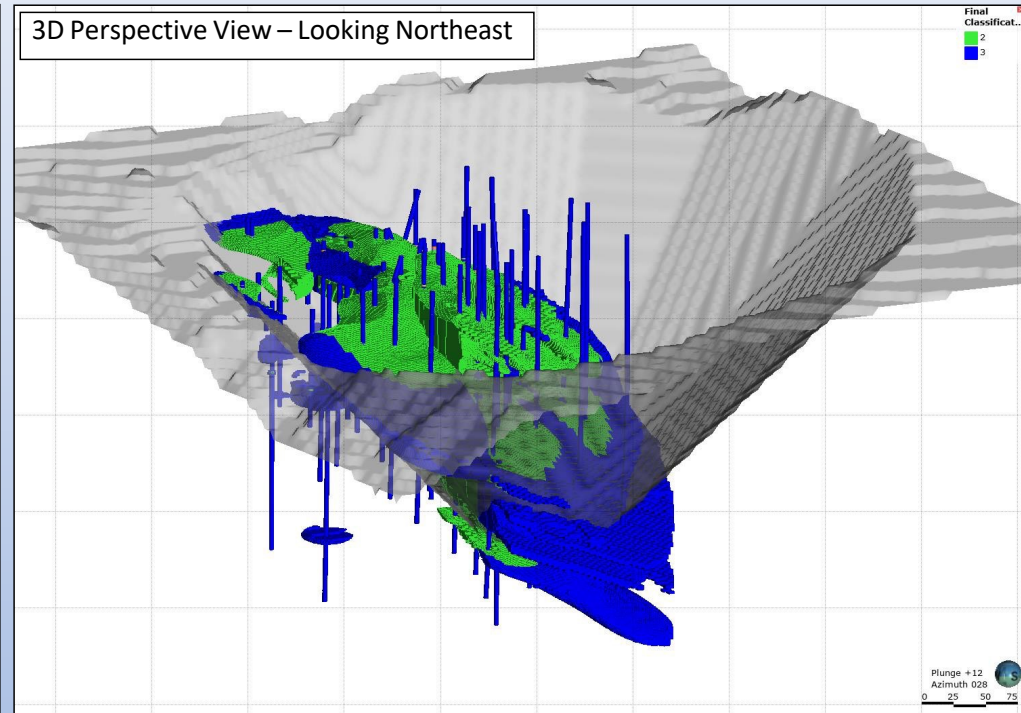 3D Perspective View – Looking Northeast
Final
Classificat...
2
3
Plunge +12
Azimuth 028
0 25 50 75
S